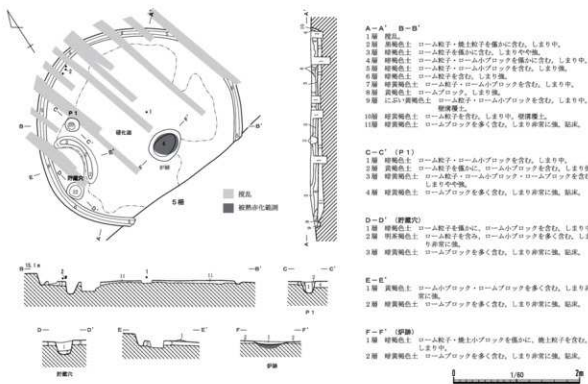 A－A’　B－B’
1層　撹乱。
2層　黒褐色土　ローム粒子・焼土粒子を僅かに含む、しまり中。
3層　暗褐色土　ローム粒子を僅かに含む、しまりやや強。
4層　暗褐色土　ローム粒子・ローム小ブロックを僅かに含む、しまり中。
5層　暗褐色土　ローム粒子・ローム小ブロックを含む、しまり強。
6層　暗褐色土　ローム粒子を含む、しまり強。
7層　暗黄褐色土　ローム粒子・ローム小ブロックを含む、しまり中。
8層　黄褐色土　ロームブロック。しまり強。
9層　にぶい黄褐色土　ローム粒子・ローム小ブロックを含む、しまり中。
壁溝覆土。
10層　暗黄褐色土　ローム粒子を含む、しまり中。壁溝覆土。
11層　暗黄褐色土　ロームブロックを多く含む、しまり非常に強。貼床。
C－C’　（P1）
1層　暗褐色土　ローム粒子・ローム小ブロックを含む、しまり中。
2層　暗黄褐色土　ローム粒子を僅かに、ローム小ブロックを含む、しまり強
3層　暗黄褐色土　ローム粒子・ローム小ブロック・ロームブロックを含む
しまりやや強。
4層　暗黄褐色土　ロームブロックを多く含む、しまり非常に強。貼床。
D－D’　（貯蔵穴）
1層　暗褐色土　ローム粒子を僅かに、ローム小ブロックを含む、しまり中
2層　明茶褐色土　ローム粒子を含み、ローム小ブロックを多く含む、しま
り非常に強。
3層　暗黄褐色土　ロームブロックを多く含む、しまり非常に強。貼床。
E－E’
1層　黄褐色土　ローム小ブロック・ロームブロックを多く含む、しまり非
常に強。
2層　暗黄褐色土　ロームブロックを多く含む、しまり非常に強。貼床。
F－F’　（炉跡）
1層　暗褐色土　ローム粒子・焼土小ブロックを僅かに、焼土粒子を含む、
しまり中。
2層　暗黄褐色土　ロームブロックを多く含む、しまり非常に強。貼床。
P1
硬化面
炉跡
貯蔵穴
5層
撹乱
被熱赤化範囲
B－　－B’
C－　－C’
P1
D－　－D’
貯蔵穴
E－　－E’
F－　－F’
炉跡
0　1/60　2m